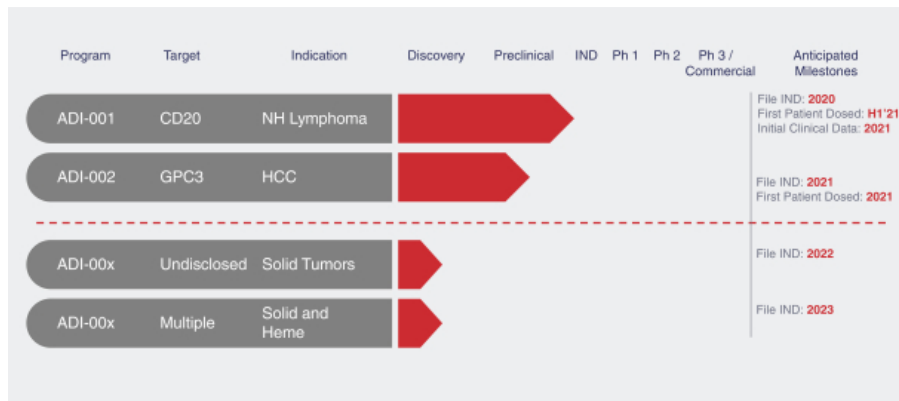 Program Target Indication Discovery Preclinical IND Ph 1 Ph 2 Ph 3 / Commercial Anticipated Milestones
ADI-001 CD20 NH Lymphoma
File IND: 2020
First Patient Dosed: H1'21
Initial Clinical Data: 2021
ADI-002 GPC3 HCC
File IND: 2021
First Patient Dosed: 2021
ADI-00x Undisclosed Solid Tumors
File IND: 2022
ADI-00x Multiple Solid and
Heme
File IND: 2023